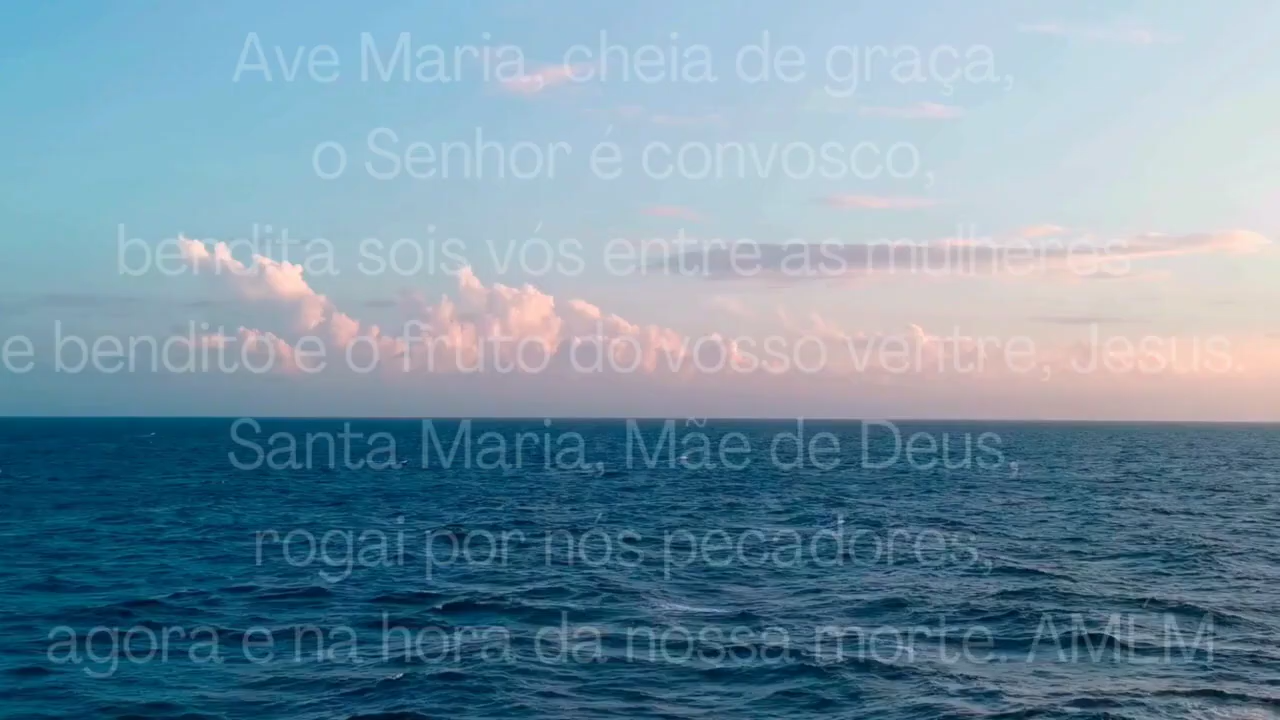 Ave Maria, cheia de graça,
o Senhor é convosco,
bendita sois vós entre as mulheres
e bendito e o fruto do vosso ventre, Jesus.
Santa Maria, Mãe de Deus,
rogai por nós pecadores,
agora e na hora da nossa morte. AMEM